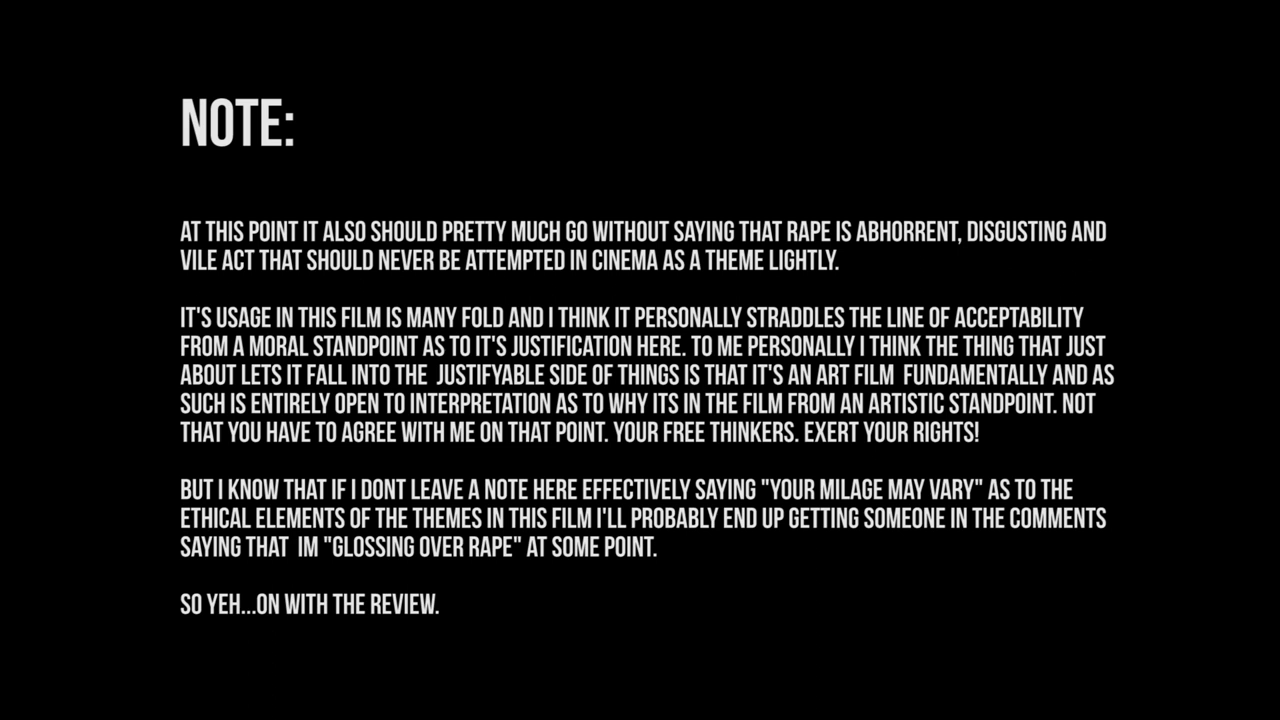 NOTE:
AT THIS POINT IT ALSO SHOULD PRETTY MUCH GO WITHOUT SAYING THAT RAPE IS ABHORRENT, DISGUSTING AND
VILE ACT THAT SHOULD NEVER BE ATTEMPTED IN CINEMA AS A THEME LIGHTLY.
IT'S USAGE IN THIS FILM IS MANY FOLD AND I THINK IT PERSONALLY STRADDLES THE LINE OF ACCEPTABILITY
FROM A MORAL STANDPOINT AS TO IT'S JUSTIFICATION HERE. TO ME PERSONALLY I THINK THE THING THAT JUST
ABOUT LETS IT FALL INTO THE JUSTIFYABLE SIDE OF THINGS IS THAT IT'S AN ART FILM FUNDAMENTALLY AND AS
SUCH IS ENTIRELY OPEN TO INTERPRETATION AS TO WHY ITS IN THE FILM FROM AN ARTISTIC STANDPOINT. NOT
THAT YOU HAVE TO AGREE WITH ME ON THAT POINT. YOUR FREE THINKERS. EXERT YOUR RIGHTS!
BUT I KNOW THAT IF I DONT LEAVE A NOTE HERE EFFECTIVELY SAYING "YOUR MILAGE MAY VARY" AS TO THE
ETHICAL ELEMENTS OF THE THEMES IN THIS FILM I'LL PROBABLY END UP GETTING SOMEONE IN THE COMMENTS
SAYING THAT IM "GLOSSING OVER RAPE" AT SOME POINT.
SO YEH...ON WITH THE REVIEW.